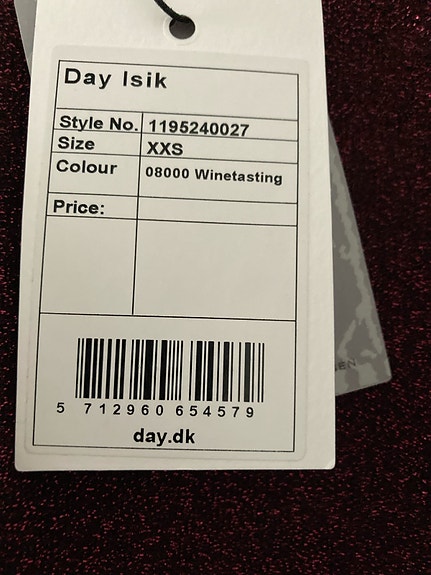 Day Isik
Style No. 1195240027
Size XXS
Colour 08000 Winetasting
Price:
5 712960 654579
day.dk